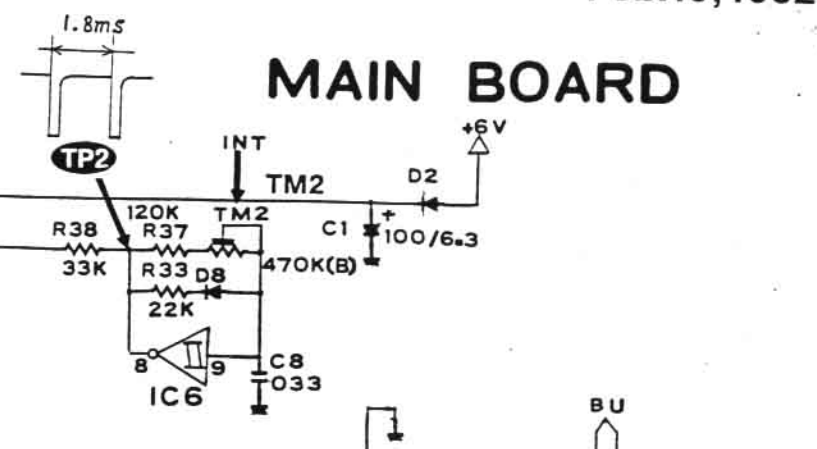 1.8ms
MAIN BOARD
+6V
TP2
INT
TM2
D2
120K
TM2
R38
R37
C1
+
100/6.3
33K
470K(B)
R33
D8
22K
8
9
C8
033
IC6
BU